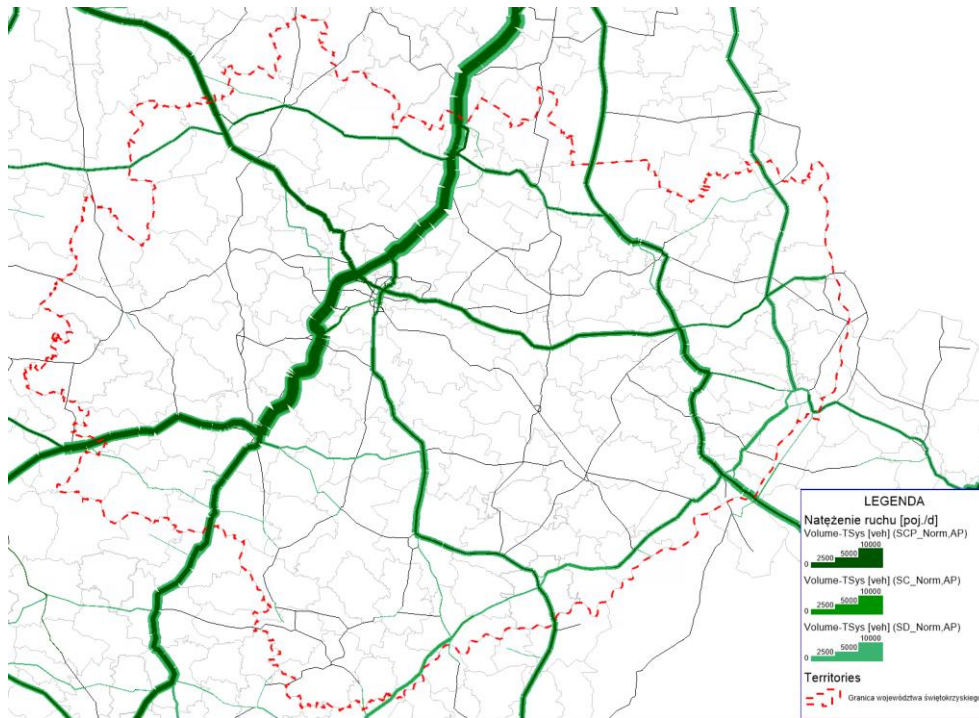 LEGENDA
Natężenie ruchu [poj./d]
Volume-TSys [veh] (SCP_Norm,AP)
0 2500 5000 10000
Volume-TSys [veh] (SC_Norm,AP)
0 2500 5000 10000
Volume-TSys [veh] (SD_Norm,AP)
0 2500 5000 10000
Territories
Granica województwa świętokrzyskiego